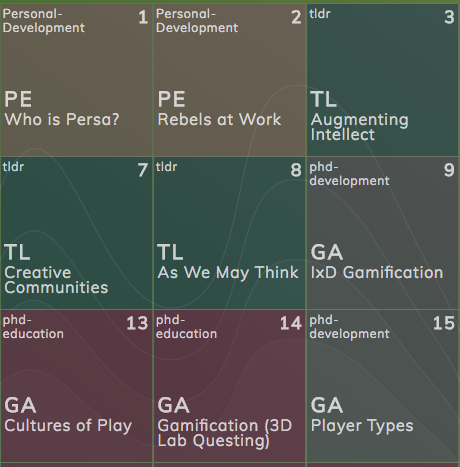 Personal-
Development
1
PE
Who is Persa?
Personal-
Development
2
PE
Rebels at Work
tldr
3
TL
Augmenting
Intellect
tldr
7
TL
Creative
Communities
tldr
8
TL
As We May Think
phd-
development
9
GA
IxD Gamification
phd-
education
13
GA
Cultures of Play
phd-
education
14
GA
Gamification (3D
Lab Questing)
phd-
development
15
GA
Player Types